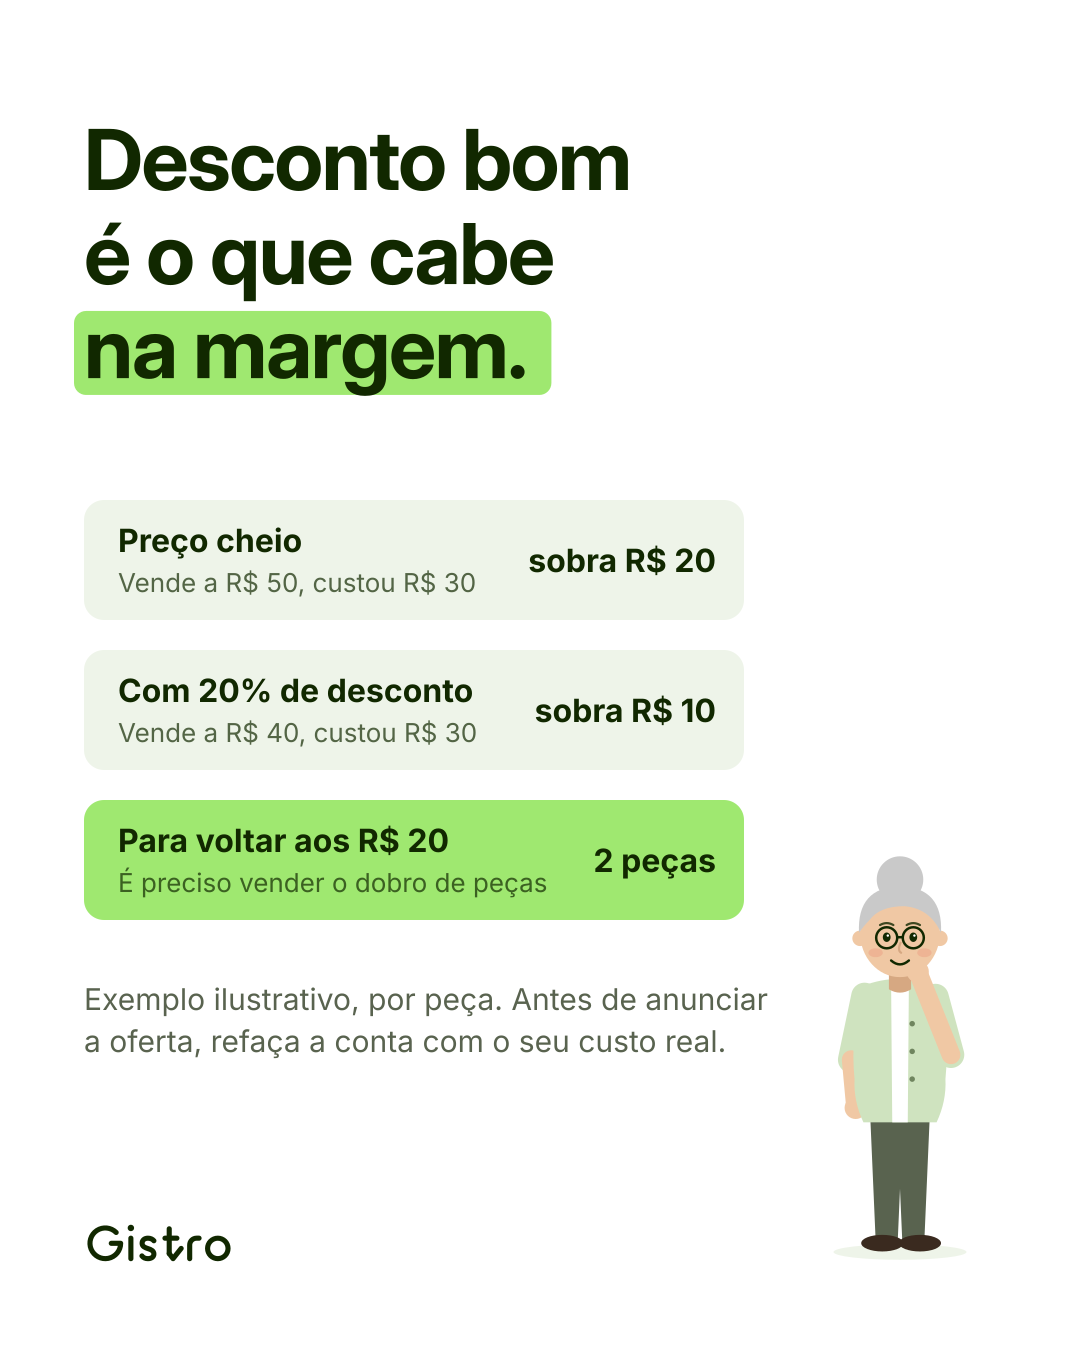 Desconto bom
é o que cabe
na margem.
Preço cheio
Vende a R$ 50, custou R$ 30
sobra R$ 20
Com 20% de desconto
Vende a R$ 40, custou R$ 30
sobra R$ 10
Para voltar aos R$ 20
É preciso vender o dobro de peças
2 peças
Exemplo ilustrativo, por peça. Antes de anunciar
a oferta, refaça a conta com o seu custo real.
Gistro